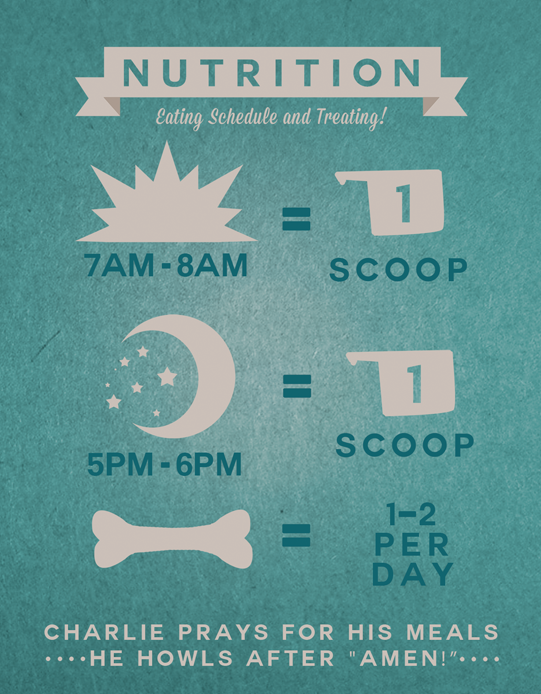 NUTRITION
Eating Schedule and Treating!
7AM-8AM = 1 SCOOP
5PM-6PM = 1 SCOOP
= 1-2
PER
DAY
CHARLIE PRAYS FOR HIS MEALS
····HE HOWLS AFTER "AMEN!"····